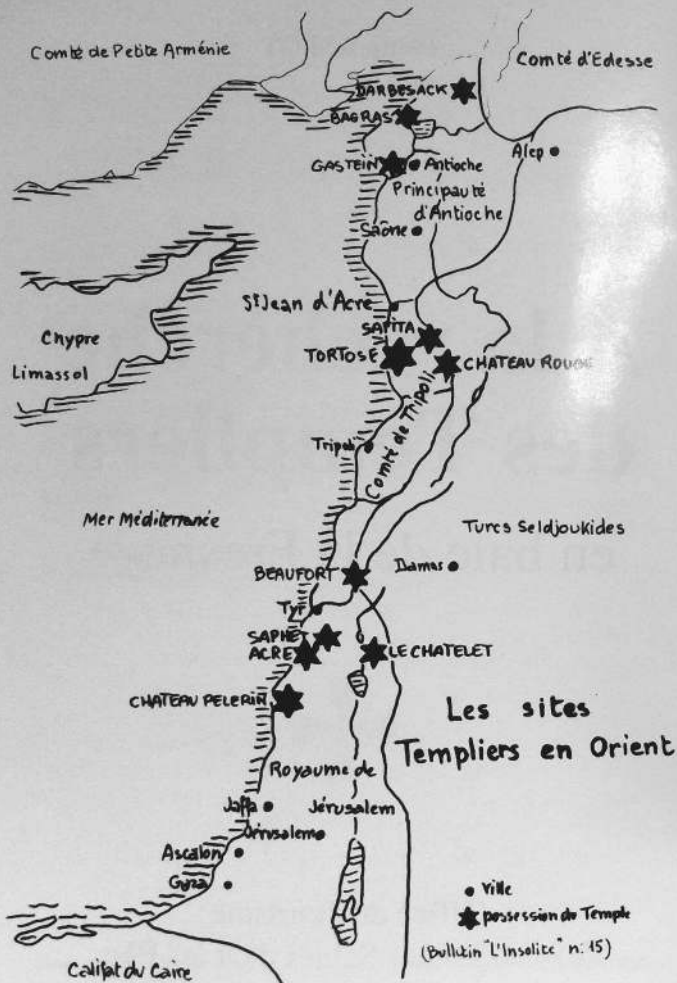 Comté de Petite Arménie
Comté d'Edesse
DARBESACK
BAGRAS
Alep
GASTEIN
Antioche
Principauté
d'Antioche
Saône
St Jean d'Acre
SAFITA
Chypre
TORTOSE
CHATEAU ROUGE
Limassol
Comté de Tripoli
Tripoli
Mer Méditerranée
Turcs Seldjoukides
BEAUFORT
Damas
Tyr
SAPHET
ACRE
LE CHATELET
CHATEAU PELERIN
Les sites
Templiers en Orient
Royaume de
Jérusalem
Jaffa
Jérusalem
Ascalon
Gaza
Ville
possession du Temple
(Bulletin "L'Insolite" n: 15)
Califat du Caire